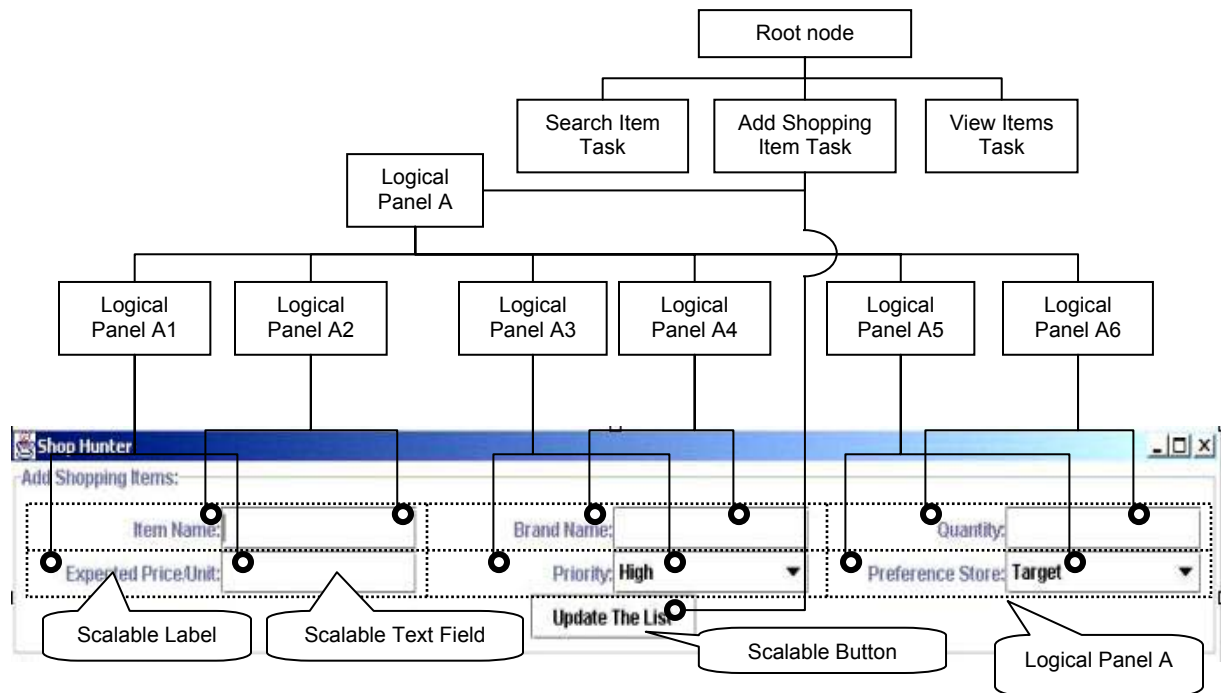 Root node
Search Item
Task
Add Shopping
Item Task
View Items
Task
Logical
Panel A
Logical
Panel A1
Logical
Panel A2
Logical
Panel A3
Logical
Panel A4
Logical
Panel A5
Logical
Panel A6
Shop Hunter
Add Shopping Items:
Item Name:
Brand Name:
Quantity:
Expected Price/Unit:
Priority: High
Preference Store: Target
Update The List
Scalable Label
Scalable Text Field
Scalable Button
Logical Panel A